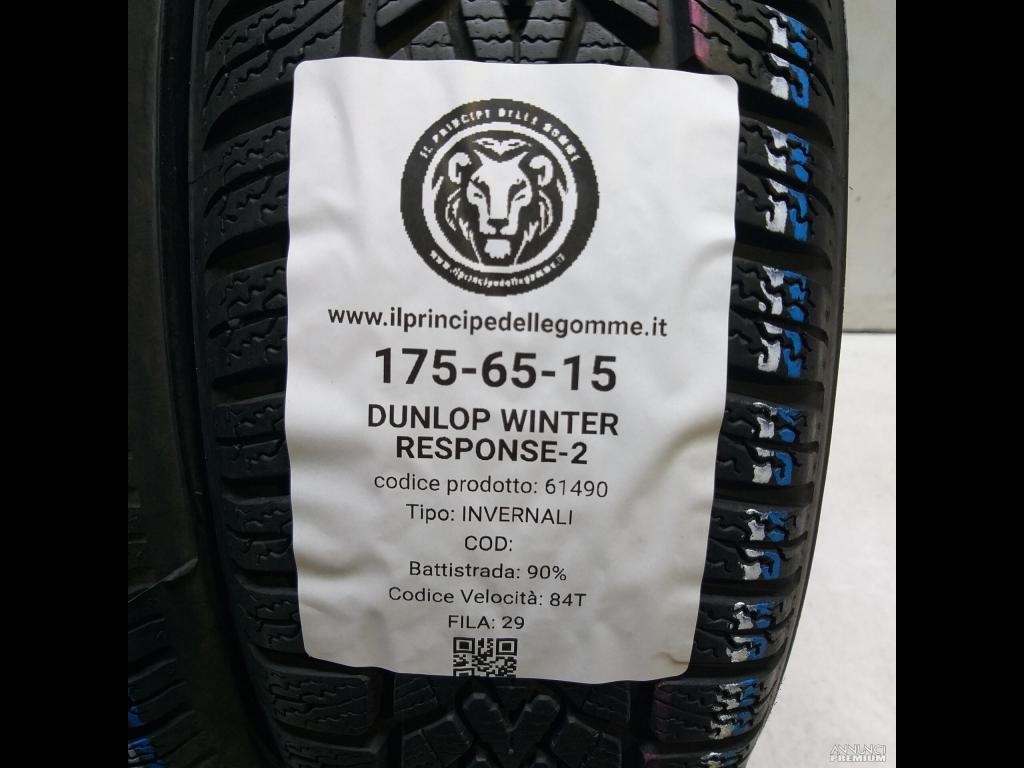 IL PRINCIPE DELLE GOMME
www.ilprincipedellegomme.it
www.ilprincipedellegomme.it
175-65-15
DUNLOP WINTER
RESPONSE-2
codice prodotto: 61490
Tipo: INVERNALI
COD:
Battistrada: 90%
Codice Velocità: 84T
FILA: 29
ANNUNCI
PREMIUM